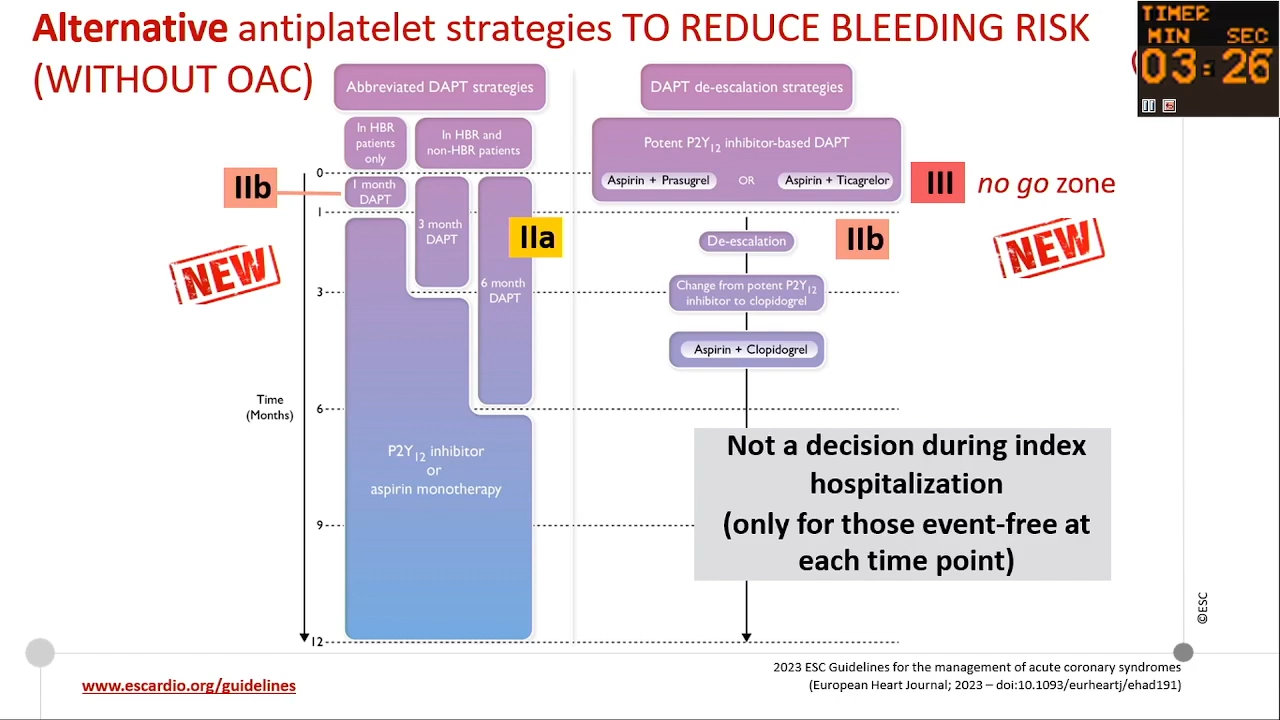 Alternative antiplatelet strategies TO REDUCE BLEEDING RISK
(WITHOUT OAC)
TIMER
MIN SEC
03:26
Abbreviated DAPT strategies
In HBR
patients
only
In HBR and
non-HBR patients
DAPT de-escalation strategies
Potent P2Y12 inhibitor-based DAPT
Aspirin + Prasugrel OR Aspirin + Ticagrelor
III no go zone
IIb
0
1 month
DAPT
1
3 month
DAPT
IIa
6 month
DAPT
De-escalation
IIb
NEW
NEW
3
Change from potent P2Y12
inhibitor to clopidogrel
Aspirin + Clopidogrel
Time
(Months)
6
P2Y12 inhibitor
or
aspirin monotherapy
9
12
Not a decision during index
hospitalization
(only for those event-free at
each time point)
©ESC
www.escardio.org/guidelines
2023 ESC Guidelines for the management of acute coronary syndromes
(European Heart Journal; 2023 – doi:10.1093/eurheartj/ehad191)